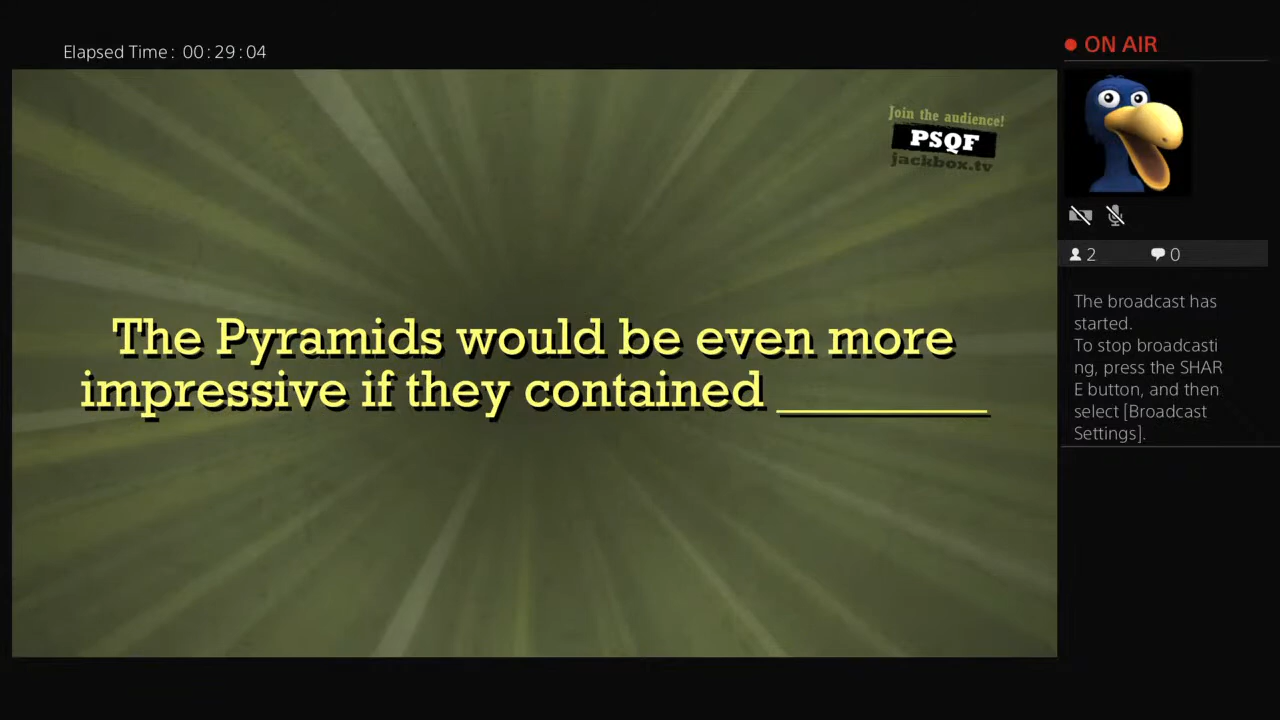 Elapsed Time: 00:29:04
ON AIR
Join the audience!
PSQF
jackbox.tv
The Pyramids would be even more
impressive if they contained ________
2
0
The broadcast has
started.
To stop broadcasti
ng, press the SHAR
E button, and then
select [Broadcast
Settings].